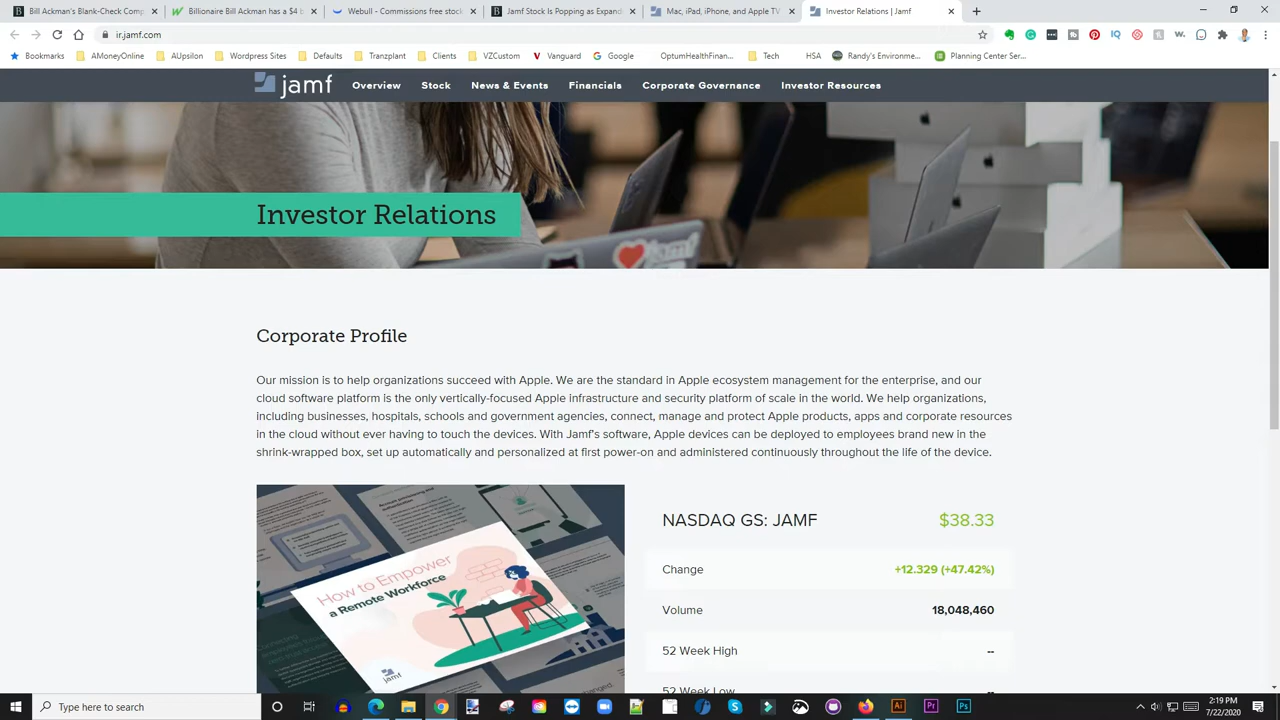 Bill Ackman's Blank-Check Comp
Billionaire Bill Ackman has a $4 b
Webull - Commissions free stock
Jamf Stock Is Popping as Expand
Mac, iPad, iPhone, and Apple TV
Investor Relations | Jamf
ir.jamf.com
Bookmarks
AMoneyOnline
AUpsilon
Wordpress Sites
Defaults
Tranzplant
Clients
VZCustom
Vanguard
Google
OptumHealthFinan...
Tech
HSA
Randy's Environme...
Planning Center Ser...
jamf
Overview
Stock
News & Events
Financials
Corporate Governance
Investor Resources
jamf
Investor Relations
Corporate Profile
Our mission is to help organizations succeed with Apple. We are the standard in Apple ecosystem management for the enterprise, and our
cloud software platform is the only vertically-focused Apple infrastructure and security platform of scale in the world. We help organizations,
including businesses, hospitals, schools and government agencies, connect, manage and protect Apple products, apps and corporate resources
in the cloud without ever having to touch the devices. With Jamf's software, Apple devices can be deployed to employees brand new in the
shrink-wrapped box, set up automatically and personalized at first power-on and administered continuously throughout the life of the device.
How to Empower
a Remote Workforce
jamf
NASDAQ GS: JAMF $38.33
Change +12.329 (+47.42%)
Volume 18,048,460
52 Week High --
52 Week Low --
Type here to search
2:19 PM
7/22/2020